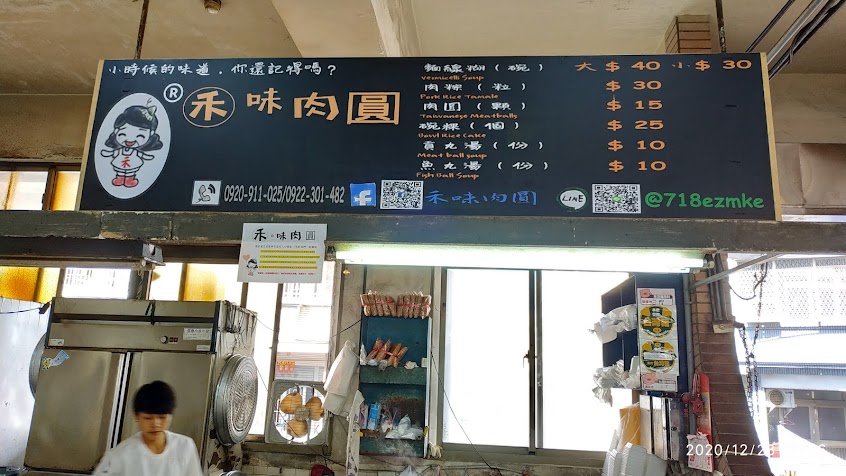 小時候的味道，你還記得嗎？
®禾味肉圓
禾
0920-911-025/0922-301-482
禾味肉圓
麵線糊（碗） 大 $ 40 小 $ 30
Vermicelli Soup
肉粽（粒） $ 30
Pork Rice Tamale
肉圓（顆） $ 15
Taiwanese Meatballs
碗粿（個） $ 25
Bowl Rice Cake
貢丸湯（份） $ 10
Meat ball soup
魚丸湯（份） $ 10
Fish Ball Soup
LINE
@718ezmke
禾味肉圓